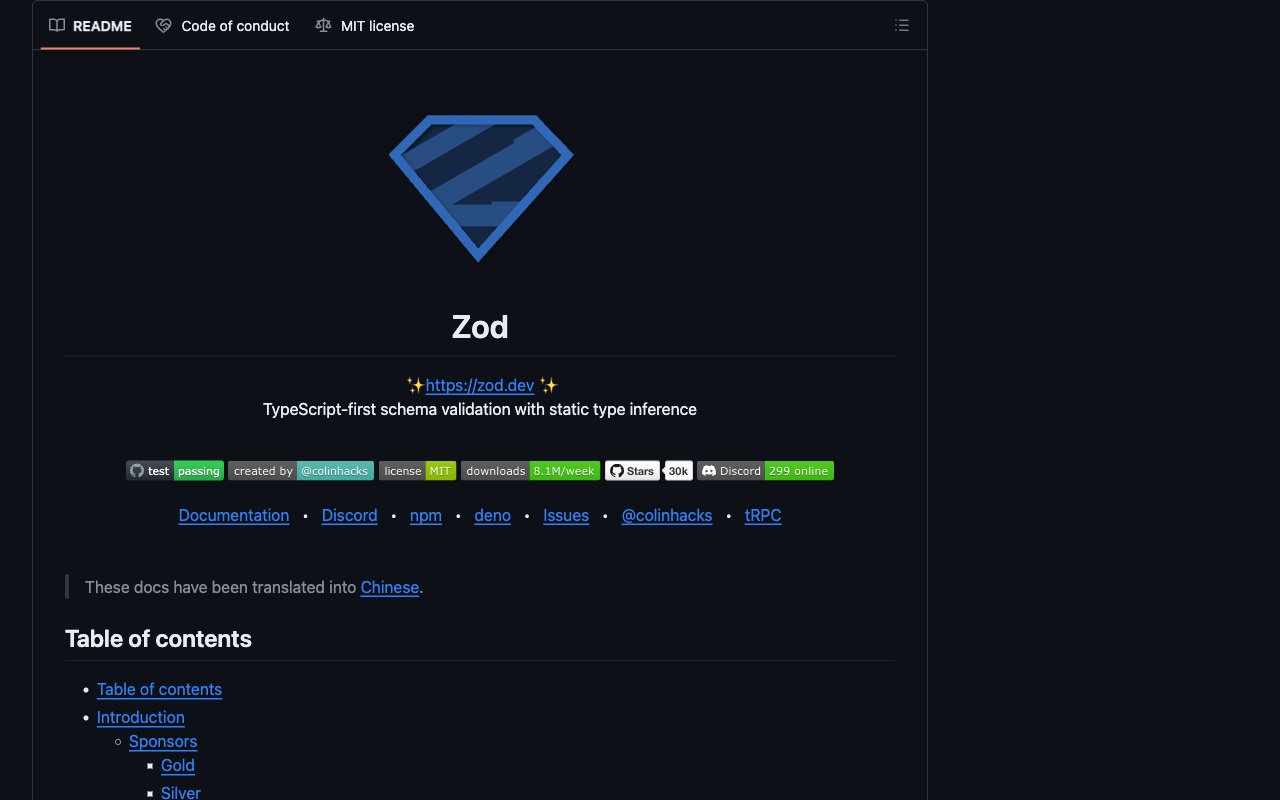 README Code of conduct MIT license
Zod
✨https://zod.dev ✨
TypeScript-first schema validation with static type inference
test passing created by @colinhacks license MIT downloads 8.1M/week Stars 30k Discord 299 online
Documentation • Discord • npm • deno • Issues • @colinhacks • tRPC
These docs have been translated into Chinese.
Table of contents
• Table of contents
• Introduction
Sponsors
Gold
Silver